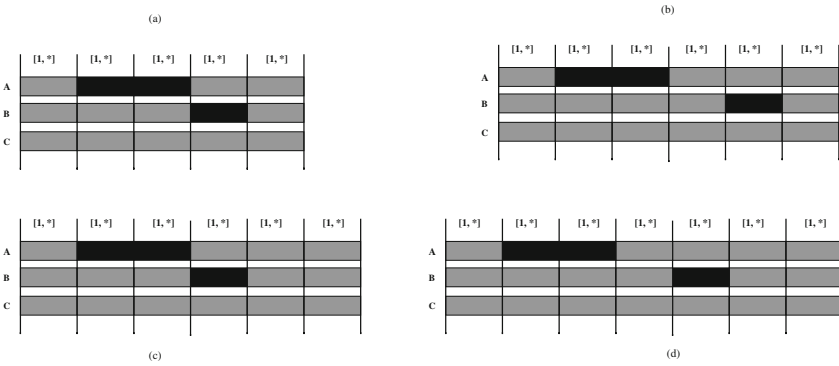 (a)
[1, *] [1, *] [1, *] [1, *] [1, *]
A
B
C
(b)
[1, *] [1, *] [1, *] [1, *] [1, *] [1, *]
A
B
C
[1, *] [1, *] [1, *] [1, *] [1, *] [1, *]
A
B
C
(c)
[1, *] [1, *] [1, *] [1, *] [1, *] [1, *] [1, *]
A
B
C
(d)